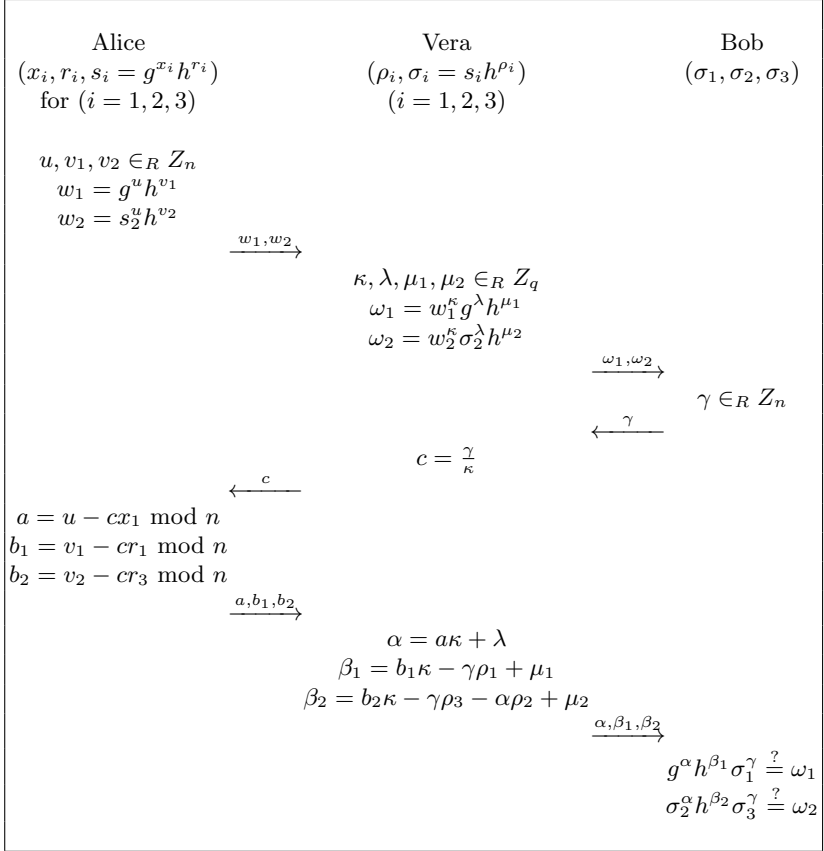 Alice Vera Bob
(x_i, r_i, s_i = g^{x_i} h^{r_i}) (ρ_i, σ_i = s_i h^{ρ_i}) (σ_1, σ_2, σ_3)
for (i = 1, 2, 3) (i = 1, 2, 3)
u, v_1, v_2 ∈_R Z_n
w_1 = g^u h^{v_1}
w_2 = s_2^u h^{v_2}
w_1,w_2 →
κ, λ, μ_1, μ_2 ∈_R Z_q
ω_1 = w_1^κ g^λ h^{μ_1}
ω_2 = w_2^κ σ_2^λ h^{μ_2}
ω_1,ω_2 →
γ ∈_R Z_n
← γ
c = γ/κ
← c
a = u − cx_1 mod n
b_1 = v_1 − cr_1 mod n
b_2 = v_2 − cr_3 mod n
a,b_1,b_2 →
α = aκ + λ
β_1 = b_1κ − γρ_1 + μ_1
β_2 = b_2κ − γρ_3 − αρ_2 + μ_2
α,β_1,β_2 →
g^α h^{β_1} σ_1^γ ≟ ω_1
σ_2^α h^{β_2} σ_3^γ ≟ ω_2